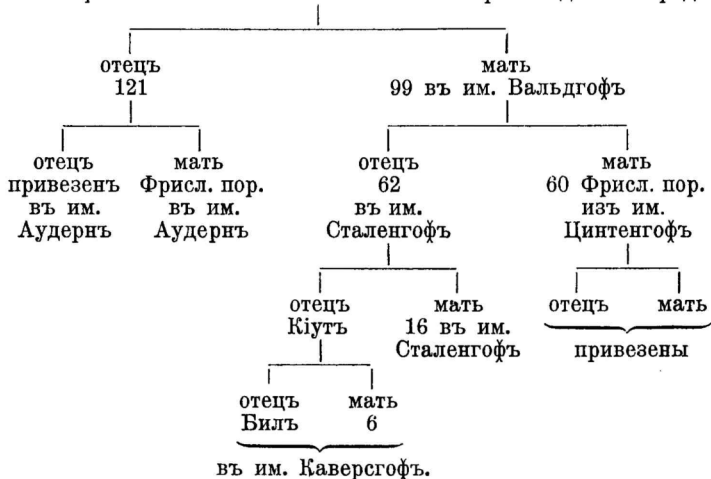 отецъ мать
121 99 въ им. Вальдгофъ
отецъ мать отецъ мать
привезенъ Фрисл. пор. 62 60 Фрисл. пор.
въ им. въ им. въ им. изъ им.
Аудернъ Аудернъ Сталенгофъ Цинтенгофъ
отецъ мать отецъ мать
Кіутъ 16 въ им.
Сталенгофъ привезены
отецъ мать
Билъ 6
въ им. Каверсгофъ.